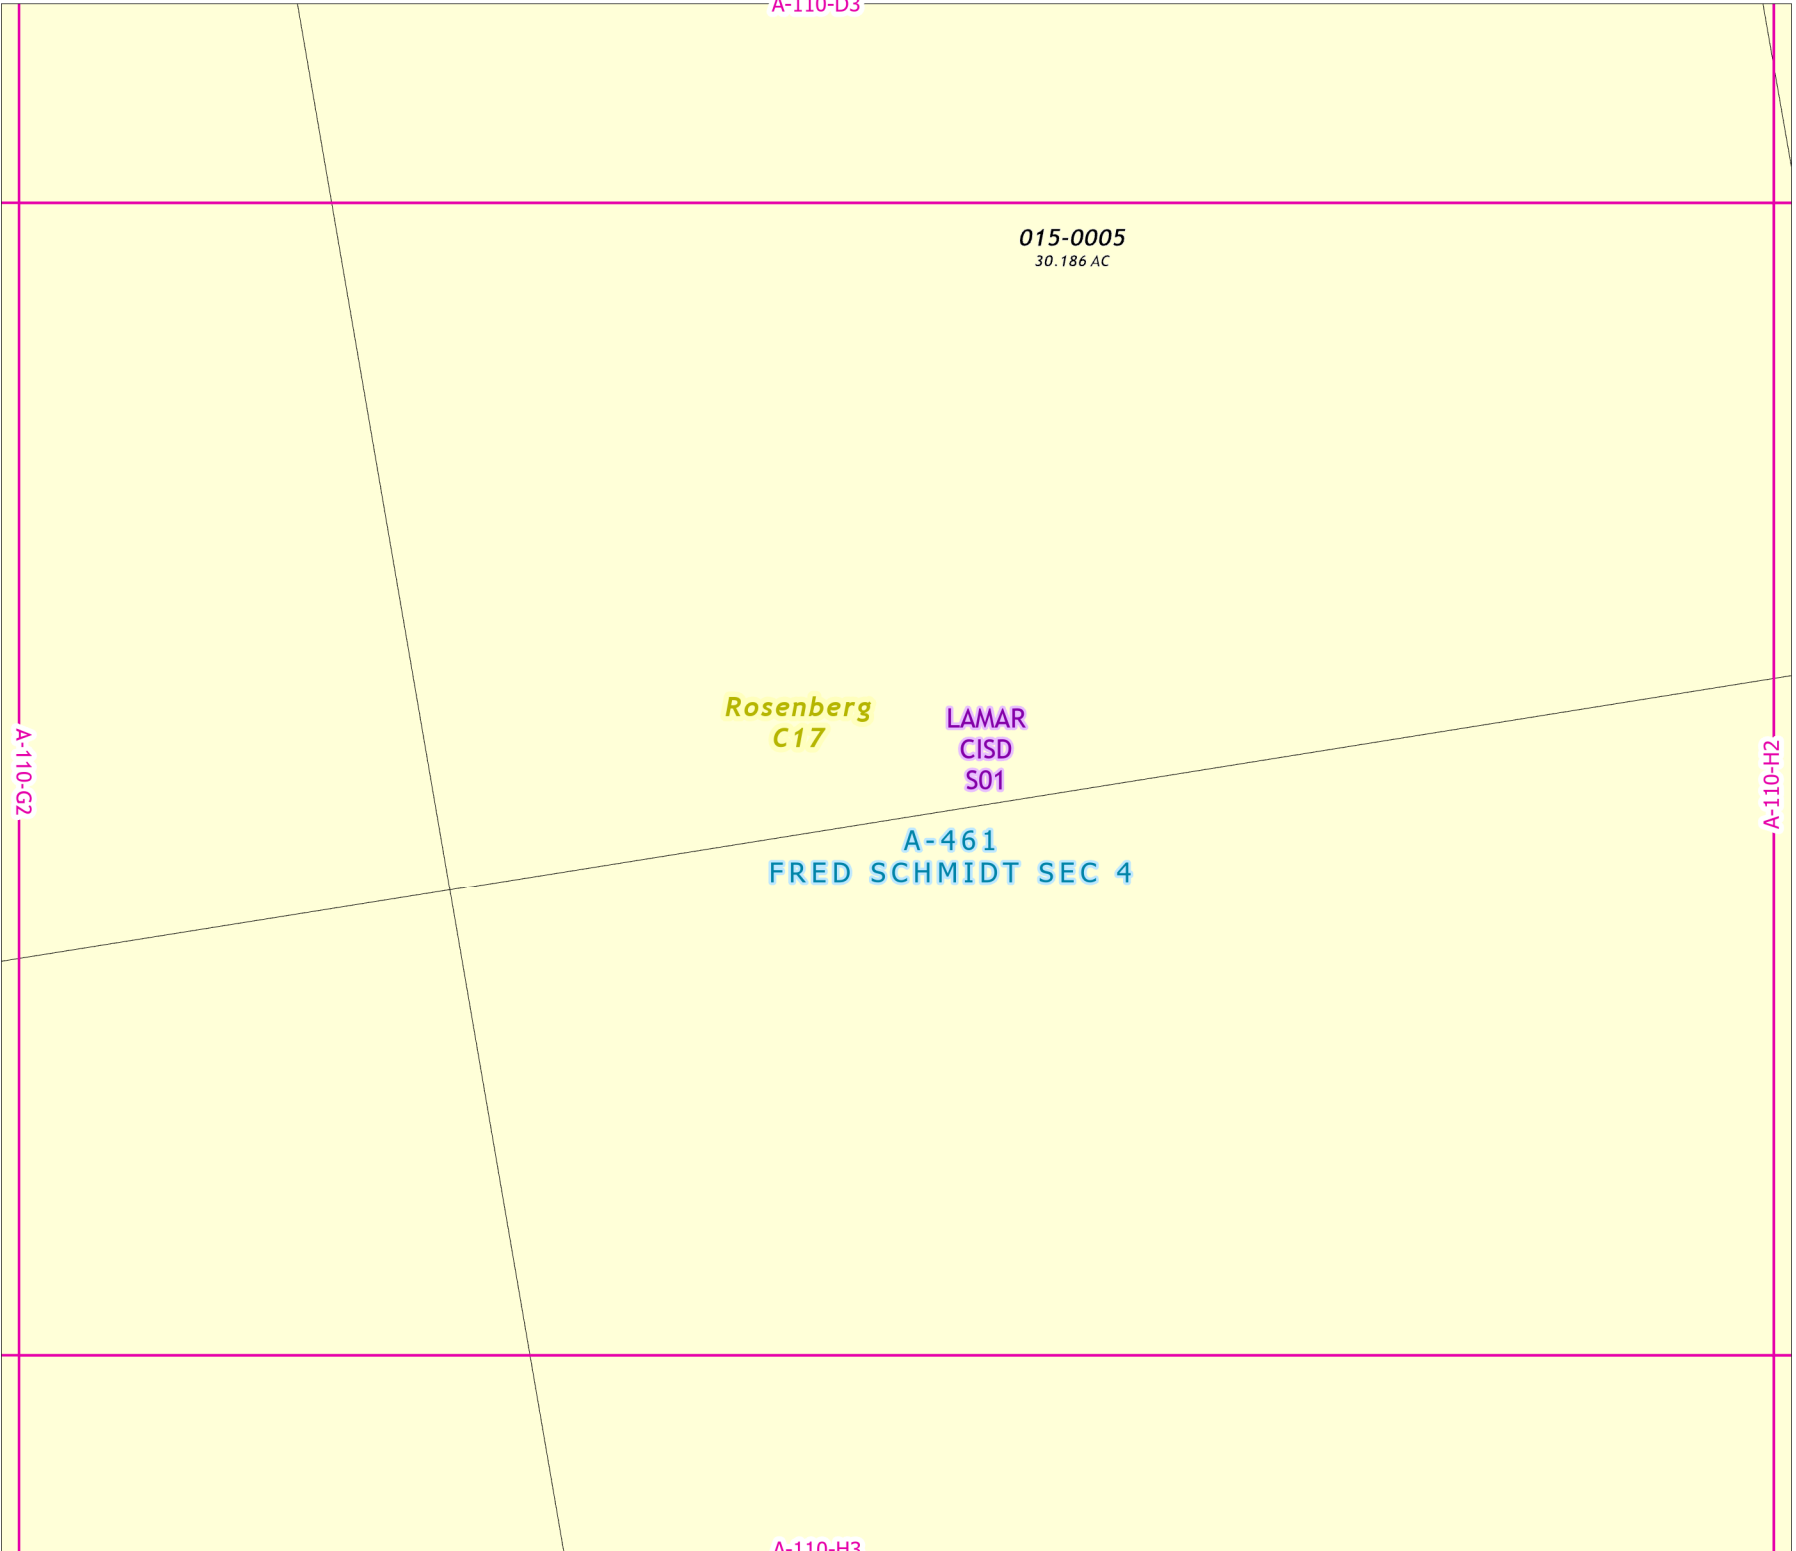 A-110-D3
015-0005
30.186 AC
Rosenberg
C17
LAMAR
CISD
S01
A-110-G2
A-110-H2
A-461
FRED SCHMIDT SEC 4
A-110-H3